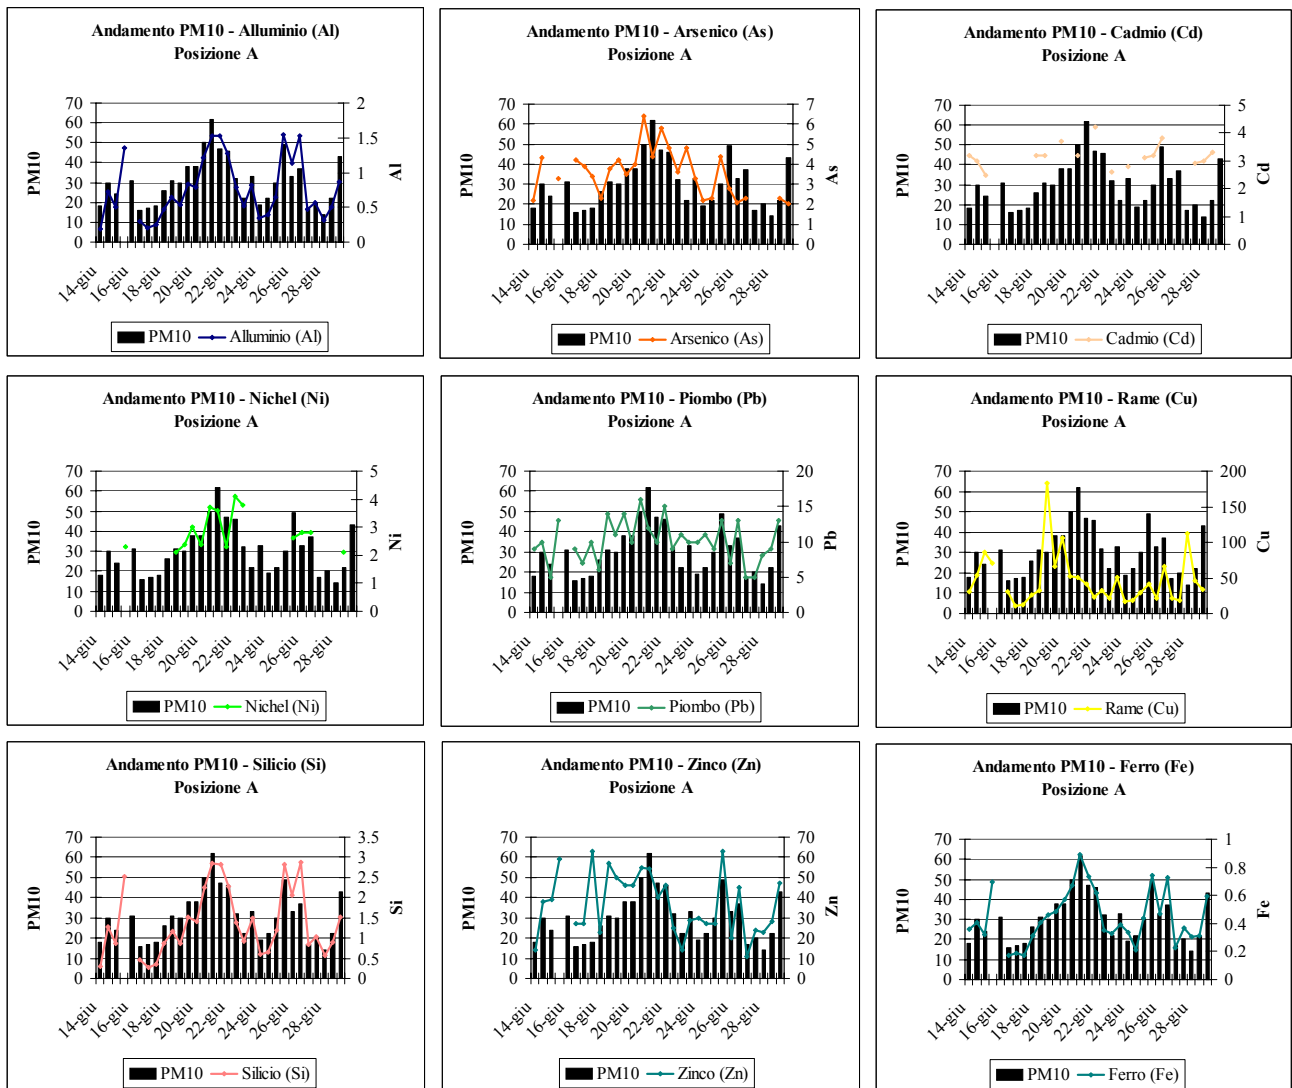 Andamento PM10 - Alluminio (Al)
Posizione A
PM10
70
60
50
40
30
20
10
0
2
1.5
1
0.5
0
Al
14-giu
16-giu
18-giu
20-giu
22-giu
24-giu
26-giu
28-giu
PM10 Alluminio (Al)
Andamento PM10 - Arsenico (As)
Posizione A
PM10
70
60
50
40
30
20
10
0
7
6
5
4
3
2
1
0
As
14-giu
16-giu
18-giu
20-giu
22-giu
24-giu
26-giu
28-giu
PM10 Arsenico (As)
Andamento PM10 - Cadmio (Cd)
Posizione A
PM10
70
60
50
40
30
20
10
0
5
4
3
2
1
0
Cd
14-giu
16-giu
18-giu
20-giu
22-giu
24-giu
26-giu
28-giu
PM10 Cadmio (Cd)
Andamento PM10 - Nichel (Ni)
Posizione A
PM10
70
60
50
40
30
20
10
0
5
4
3
2
1
0
Ni
14-giu
16-giu
18-giu
20-giu
22-giu
24-giu
26-giu
28-giu
PM10 Nichel (Ni)
Andamento PM10 - Piombo (Pb)
Posizione A
PM10
70
60
50
40
30
20
10
0
20
15
10
5
0
Pb
14-giu
16-giu
18-giu
20-giu
22-giu
24-giu
26-giu
28-giu
PM10 Piombo (Pb)
Andamento PM10 - Rame (Cu)
Posizione A
PM10
70
60
50
40
30
20
10
0
200
150
100
50
0
Cu
14-giu
16-giu
18-giu
20-giu
22-giu
24-giu
26-giu
28-giu
PM10 Rame (Cu)
Andamento PM10 - Silicio (Si)
Posizione A
PM10
70
60
50
40
30
20
10
0
3.5
3
2.5
2
1.5
1
0.5
0
Si
14-giu
16-giu
18-giu
20-giu
22-giu
24-giu
26-giu
28-giu
PM10 Silicio (Si)
Andamento PM10 - Zinco (Zn)
Posizione A
PM10
70
60
50
40
30
20
10
0
70
60
50
40
30
20
10
0
Zn
14-giu
16-giu
18-giu
20-giu
22-giu
24-giu
26-giu
28-giu
PM10 Zinco (Zn)
Andamento PM10 - Ferro (Fe)
Posizione A
PM10
70
60
50
40
30
20
10
0
1
0.8
0.6
0.4
0.2
0
Fe
14-giu
16-giu
18-giu
20-giu
22-giu
24-giu
26-giu
28-giu
PM10 Ferro (Fe)